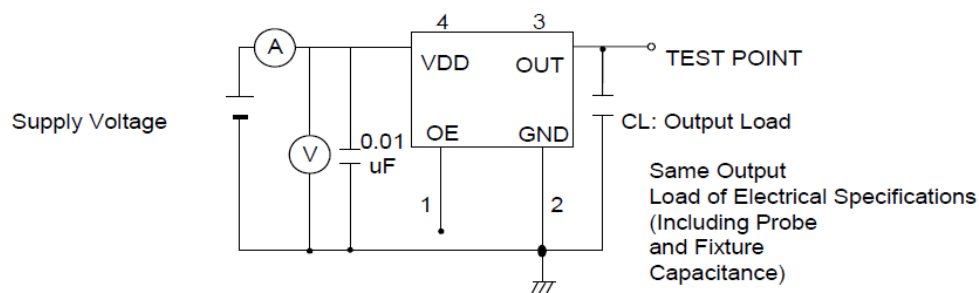 4
3
A
VDD
OUT
TEST POINT
Supply Voltage
OE
GND
CL: Output Load
V
0.01
uF
1
2
Same Output
Load of Electrical Specifications
(Including Probe
and Fixture
Capacitance)